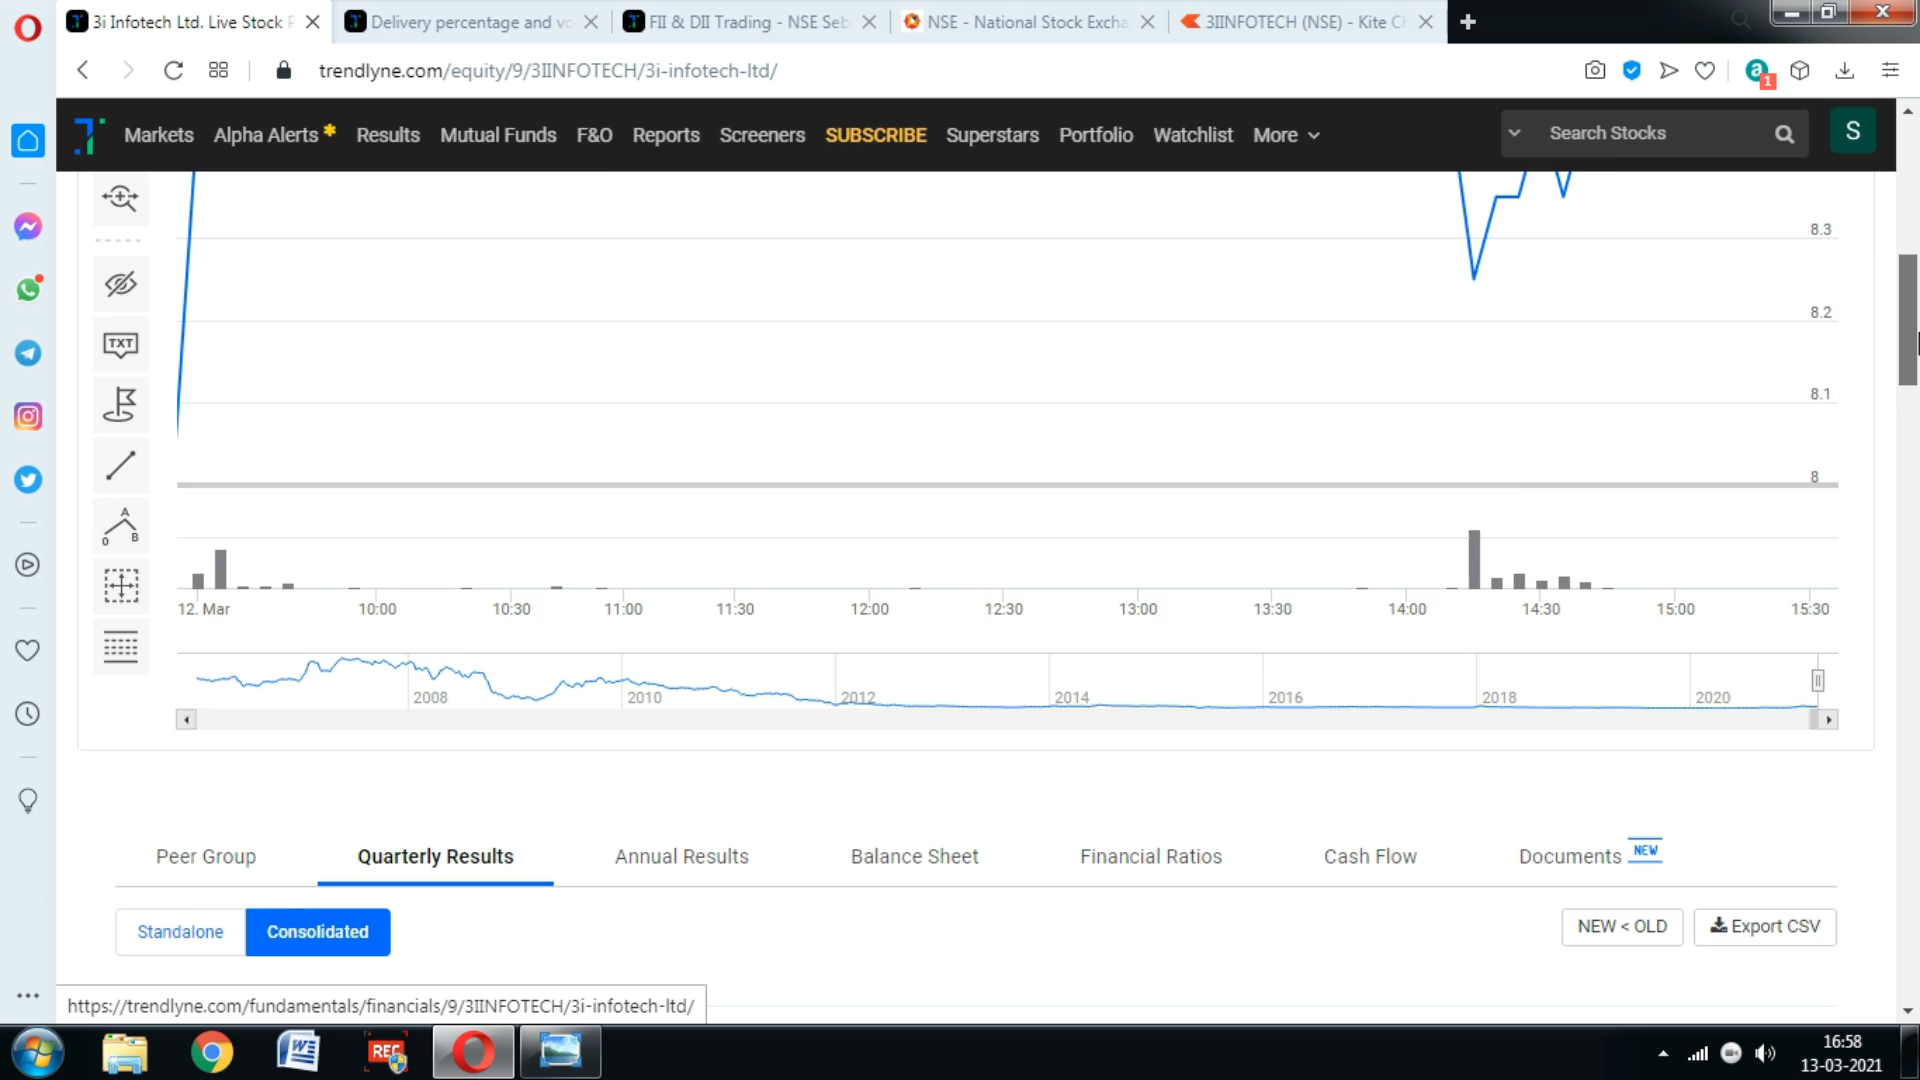 3i Infotech Ltd. Live Stock P
Delivery percentage and vo
FII & DII Trading - NSE Seb
NSE - National Stock Excha
3IINFOTECH (NSE) - Kite Ch
trendlyne.com/equity/9/3IINFOTECH/3i-infotech-ltd/
a
1
Markets
Alpha Alerts
Results
Mutual Funds
F&O
Reports
Screeners
SUBSCRIBE
Superstars
Portfolio
Watchlist
More
Search Stocks
S
8.3
8.2
8.1
8
TXT
A
0 B
12. Mar
10:00
10:30
11:00
11:30
12:00
12:30
13:00
13:30
14:00
14:30
15:00
15:30
2008
2010
2012
2014
2016
2018
2020
Peer Group
Quarterly Results
Annual Results
Balance Sheet
Financial Ratios
Cash Flow
Documents NEW
Standalone
Consolidated
NEW < OLD
Export CSV
https://trendlyne.com/fundamentals/financials/9/3IINFOTECH/3i-infotech-ltd/
REC
16:58
13-03-2021